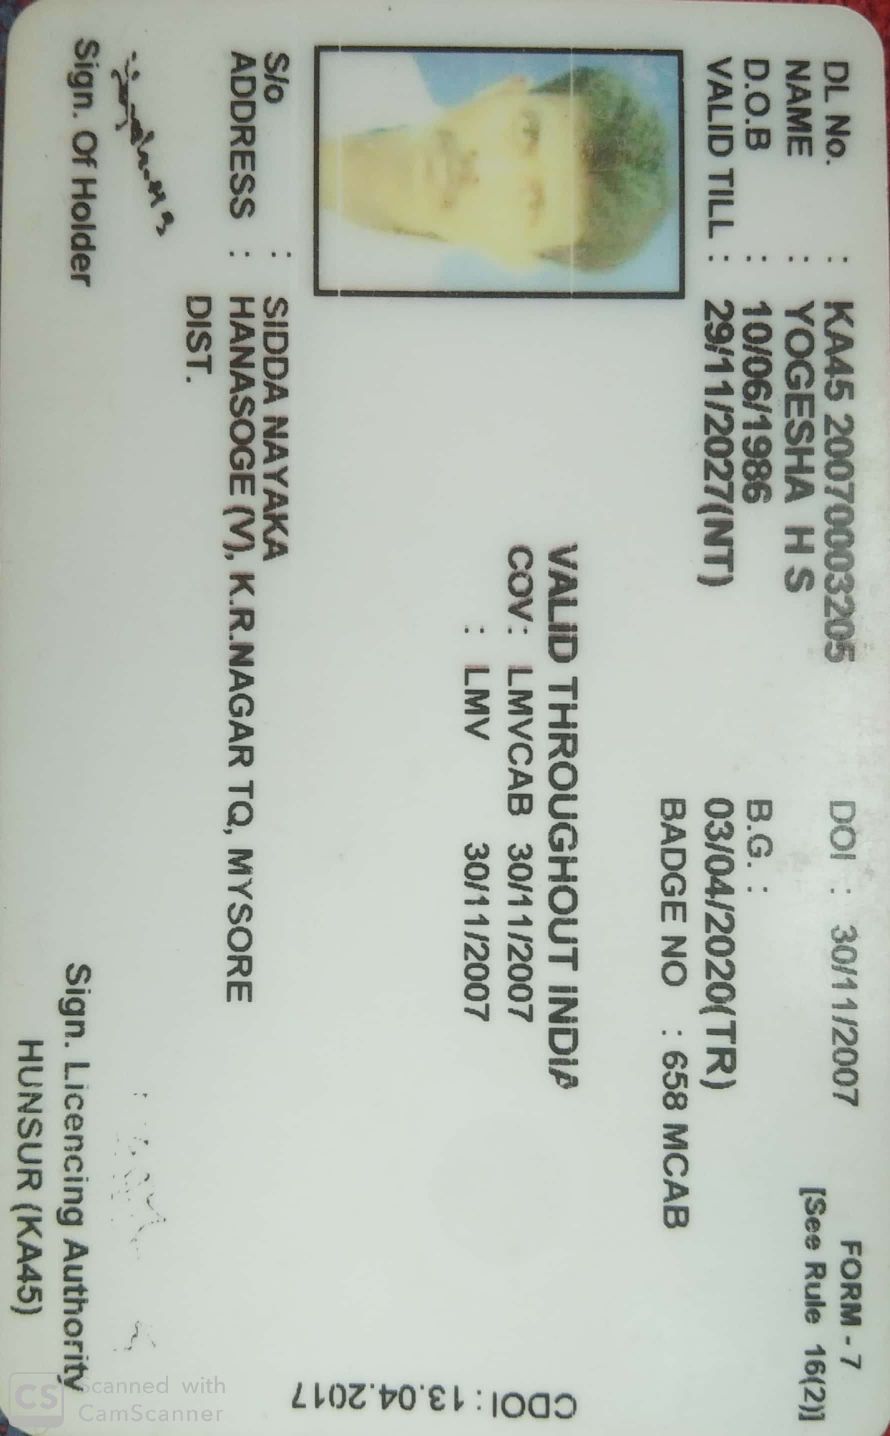 FORM - 7
[See Rule 16(2)]
DL No. : KA45 20070003205 DOI : 30/11/2007
NAME : YOGESHA H S
D.O.B : 10/06/1986 B.G. :
VALID TILL : 29/11/2027(NT) 03/04/2020(TR)
BADGE NO : 658 MCAB
VALID THROUGHOUT INDIA
COV: LMVCAB 30/11/2007
: LMV 30/11/2007
CDOI : 13.04.2017
S/o : SIDDA NAYAKA
ADDRESS : HANASOGE (V), K.R.NAGAR TQ, MYSORE
DIST.
Sign. Of Holder
Sign. Licencing Authority
HUNSUR (KA45)
CS Scanned with
CamScanner